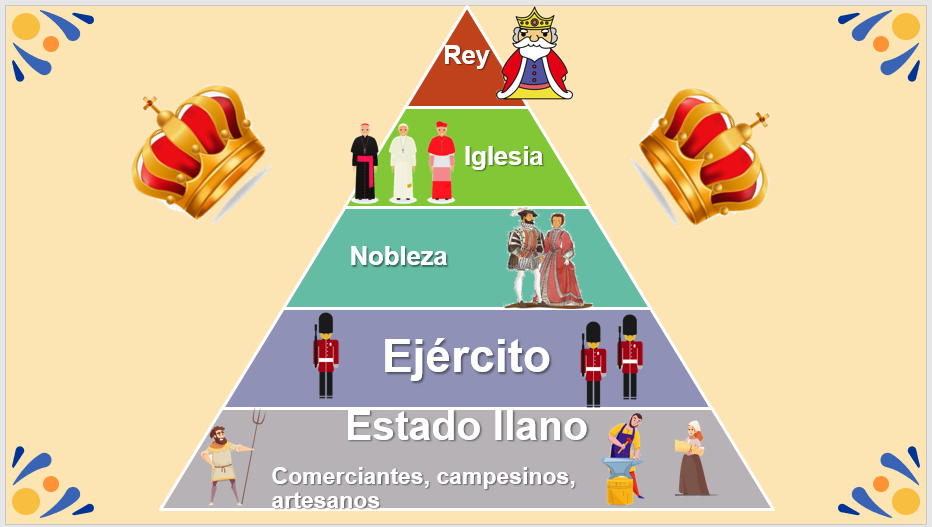 Rey
Iglesia
Nobleza
Ejército
Estado llano
Comerciantes, campesinos,
artesanos